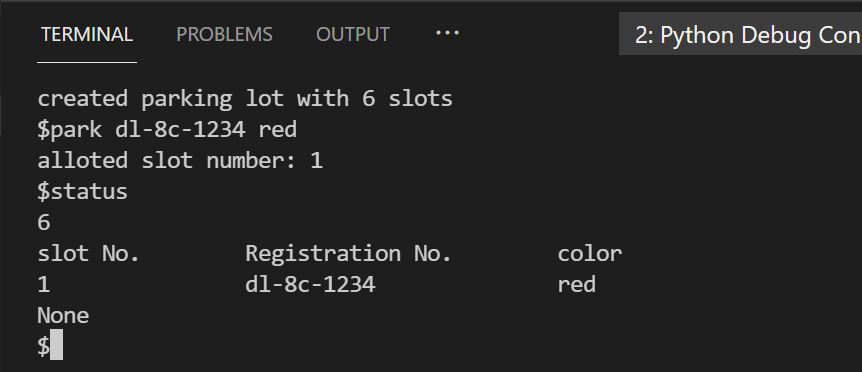 TERMINAL PROBLEMS OUTPUT ··· 2: Python Debug Con
created parking lot with 6 slots
$park dl-8c-1234 red
alloted slot number: 1
$status
6
slot No. Registration No. color
1 dl-8c-1234 red
None
$